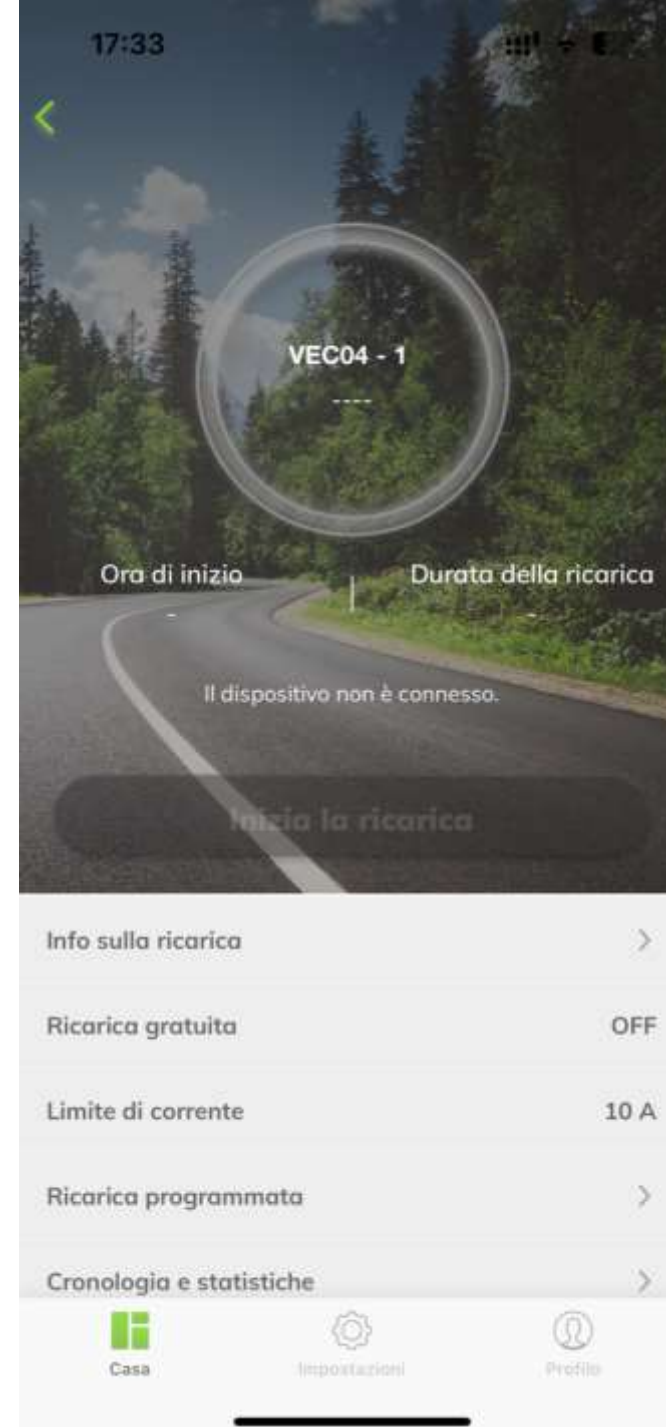 17:33
VEC04 - 1
----
Ora di inizio
Durata della ricarica
-
-
Il dispositivo non è connesso.
Inizia la ricarica
Info sulla ricarica
Ricarica gratuita
OFF
Limite di corrente
10 A
Ricarica programmata
Cronologia e statistiche
Casa
Impostazioni
Profilo